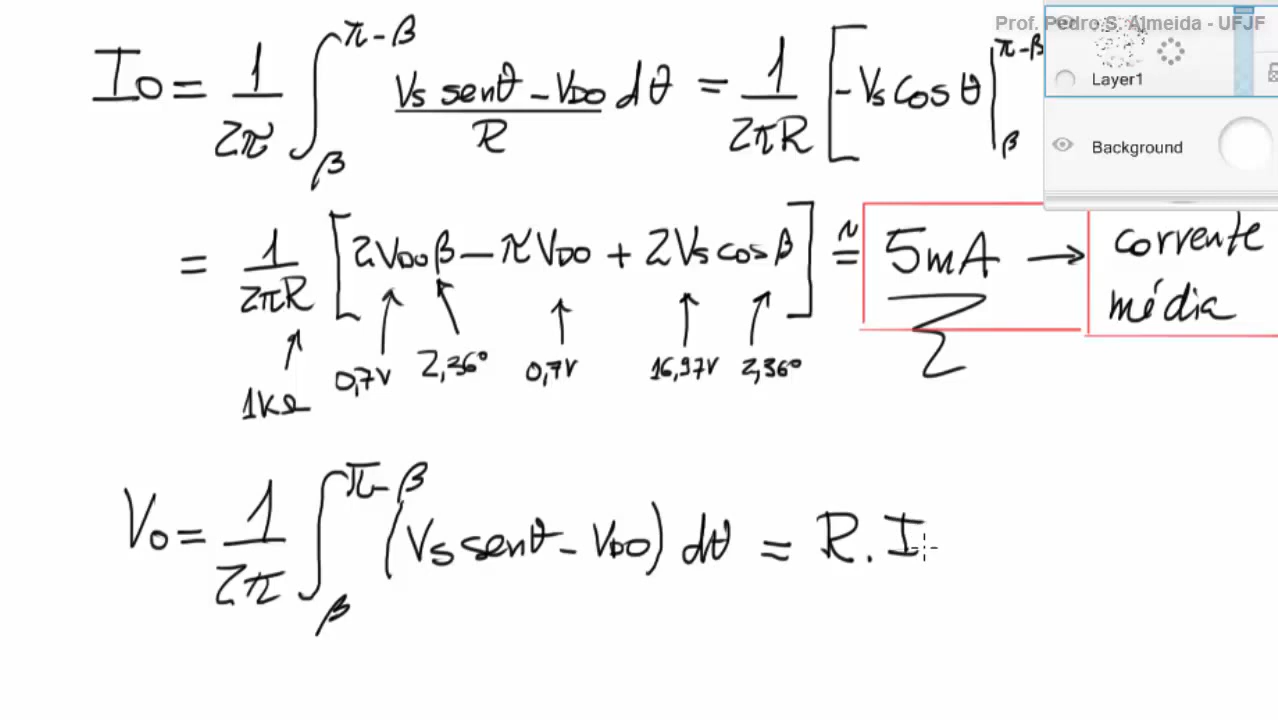 Prof. Pedro S. Almeida - UFJF
Layer1
Background
I0 = 1/2π ∫β^π-β (Vs senθ - VD0)/R dθ = 1/2πR [-Vs cosθ |β^π-β
= 1/2πR [2VD0β - πVD0 + 2Vs cosβ] ≅ 5mA → corrente média
1kΩ 0,7V 2,36° 0,7V 16,97V 2,36°
V0 = 1/2π ∫β^π-β (Vs senθ - VD0) dθ = R.I